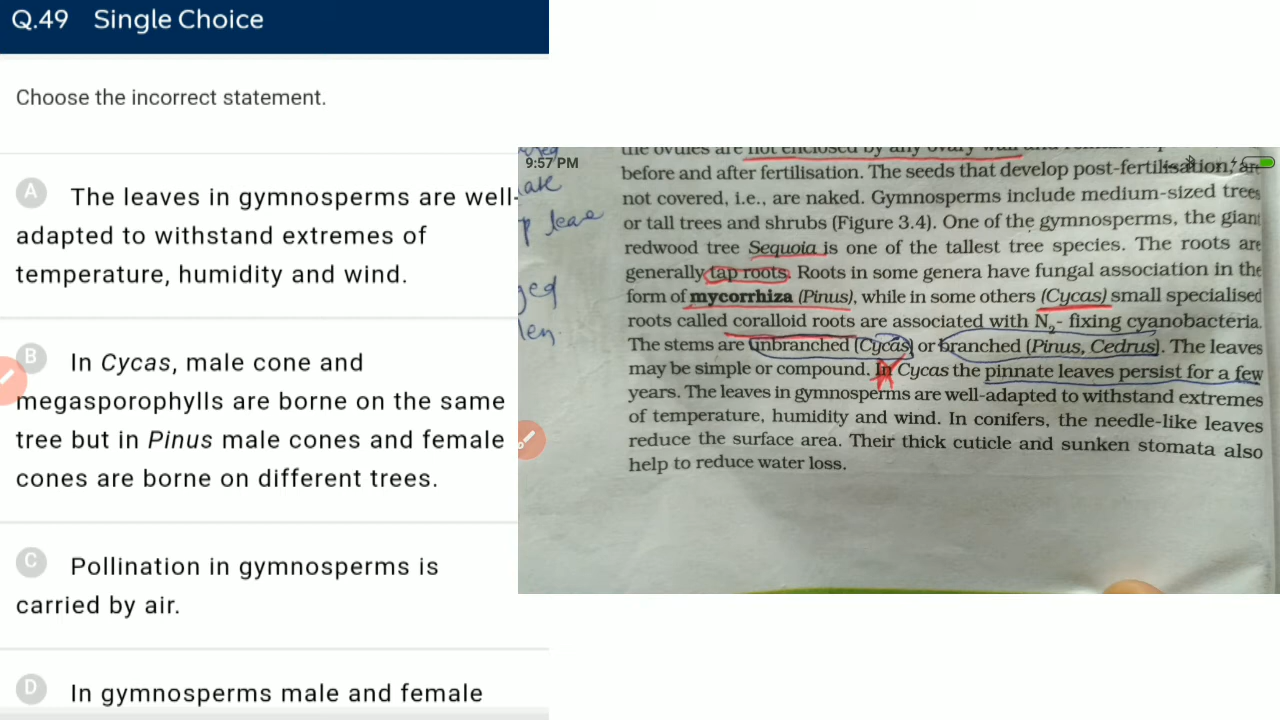 Q.49 Single Choice
Choose the incorrect statement.
A The leaves in gymnosperms are well-
adapted to withstand extremes of
temperature, humidity and wind.
B In Cycas, male cone and
megasporophylls are borne on the same
tree but in Pinus male cones and female
cones are borne on different trees.
C Pollination in gymnosperms is
carried by air.
D In gymnosperms male and female
9:57 PM
the ovules are not enclosed by any ovary wall and
before and after fertilisation. The seeds that develop post-fertilisation, are
not covered, i.e., are naked. Gymnosperms include medium-sized trees
or tall trees and shrubs (Figure 3.4). One of the gymnosperms, the giant
redwood tree Sequoia is one of the tallest tree species. The roots are
generally tap roots. Roots in some genera have fungal association in the
form of mycorrhiza (Pinus), while in some others (Cycas) small specialised
roots called coralloid roots are associated with N2- fixing cyanobacteria.
The stems are unbranched (Cycas) or branched (Pinus, Cedrus). The leaves
may be simple or compound. In Cycas the pinnate leaves persist for a few
years. The leaves in gymnosperms are well-adapted to withstand extremes
of temperature, humidity and wind. In conifers, the needle-like leaves
reduce the surface area. Their thick cuticle and sunken stomata also
help to reduce water loss.